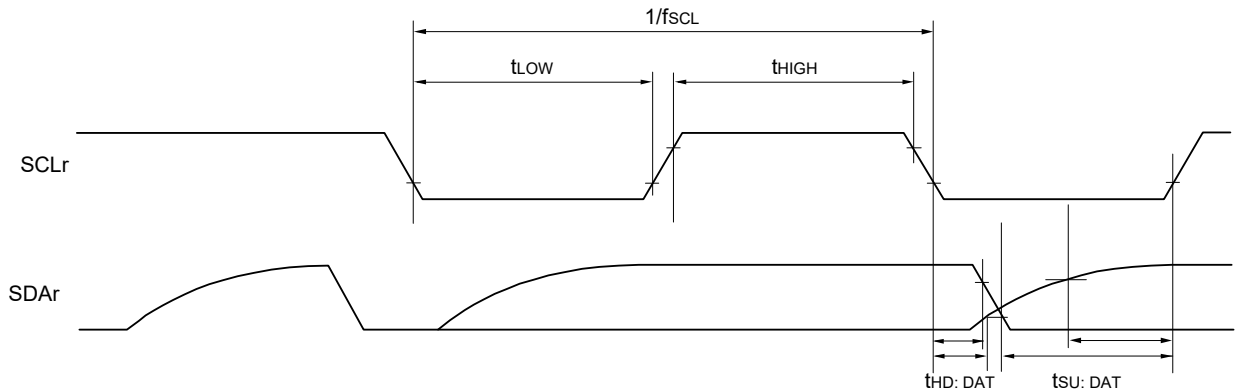 1/fSCL
tLOW
tHIGH
SCLr
SDAr
tHD: DAT
tSU: DAT